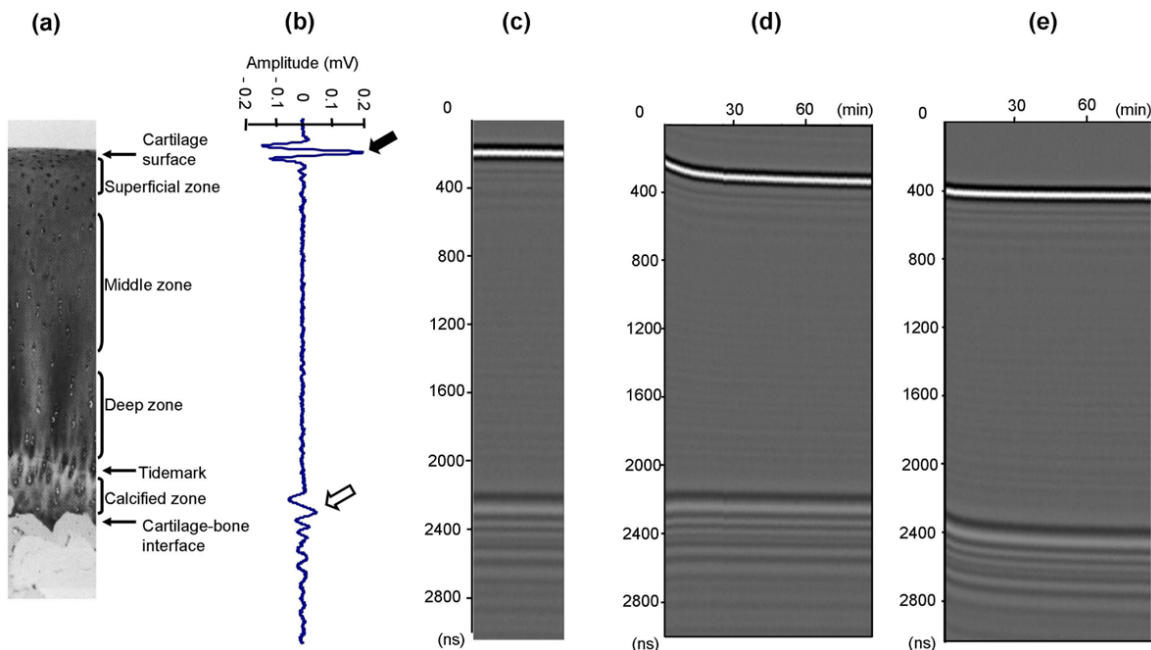 (a)
(b)
(c)
(d)
(e)
Amplitude (mV)
- 0.2
- 0.1
0
0.1
0.2
Cartilage
surface
Superficial zone
Middle zone
Deep zone
Tidemark
Calcified zone
Cartilage-bone
interface
0
400
800
1200
1600
2000
2400
2800
(ns)
30 60 (min)
0
400
800
1200
1600
2000
2400
2800
(ns)
30 60 (min)
0
400
800
1200
1600
2000
2400
2800
(ns)